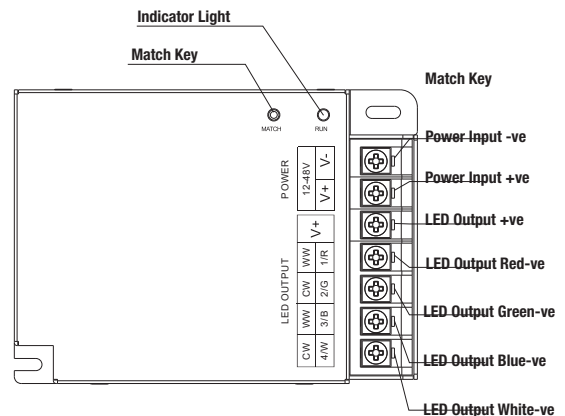 Indicator Light
Match Key
Match Key
MATCH
RUN
POWER
12-48V
V-
V+
V+
LED OUTPUT
WW
1/R
CW
2/G
WW
3/B
CW
4/W
Power Input -ve
Power Input +ve
LED Output +ve
LED Output Red-ve
LED Output Green-ve
LED Output Blue-ve
LED Output White-ve